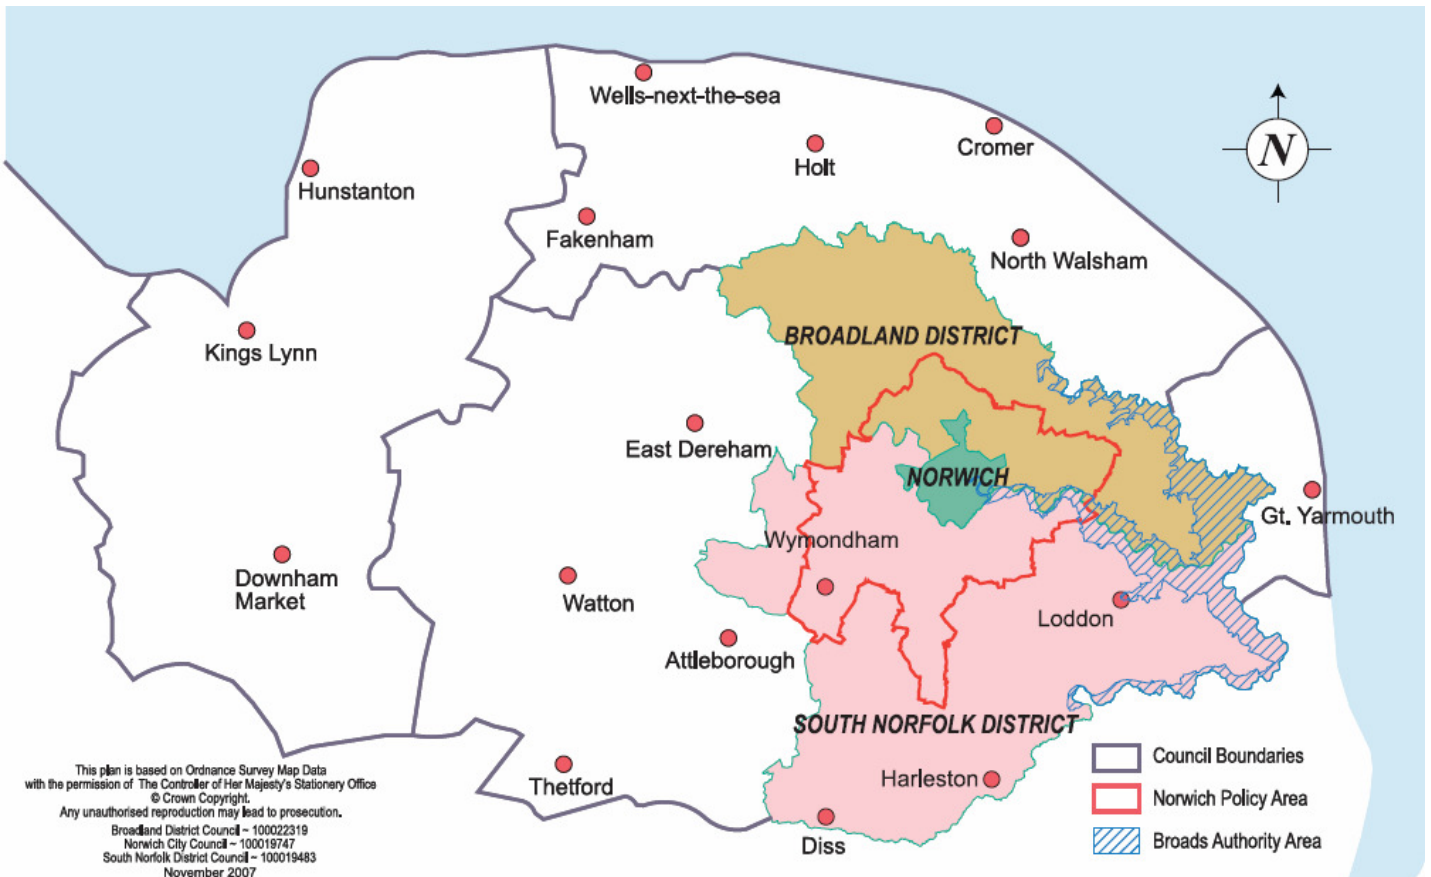 Wells-next-the-sea
Cromer
Holt
N
Hunstanton
Fakenham
North Walsham
BROADLAND DISTRICT
Kings Lynn
East Dereham
NORWICH
Gt. Yarmouth
Wymondham
Downham
Market
Watton
Loddon
Attleborough
SOUTH NORFOLK DISTRICT
Harleston
Thetford
Diss
Council Boundaries
Norwich Policy Area
Broads Authority Area
This plan is based on Ordnance Survey Map Data
with the permission of The Controller of Her Majesty's Stationery Office
© Crown Copyright.
Any unauthorised reproduction may lead to prosecution.
Broadland District Council ~ 100022319
Norwich City Council ~ 100019747
South Norfolk District Council ~ 100019483
November 2007